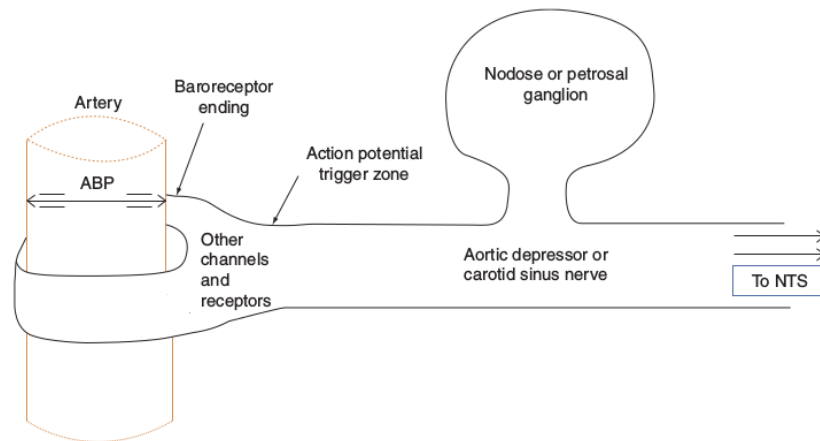 Nodose or petrosal
ganglion
Baroreceptor
ending
Artery
Action potential
trigger zone
ABP
Other
channels
and
receptors
Aortic depressor or
carotid sinus nerve
To NTS